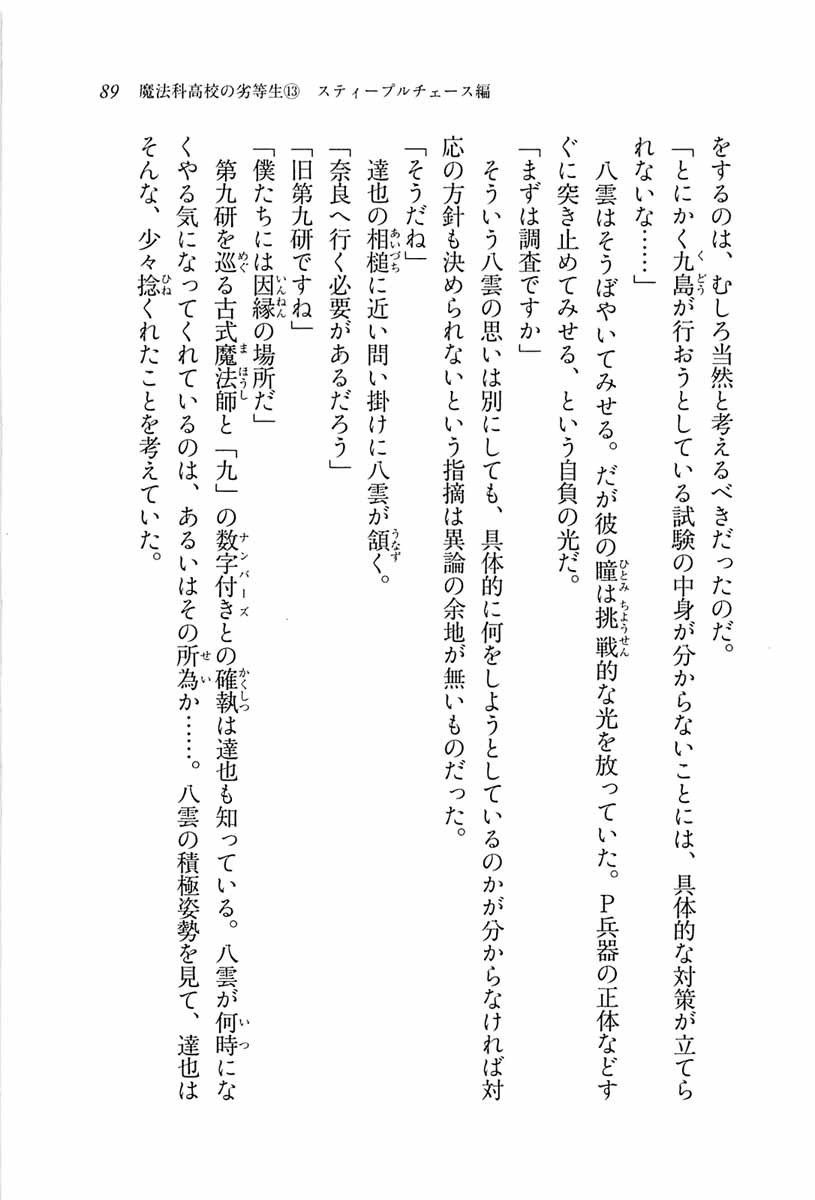 89　魔法科高校の劣等生⑬　スティープルチェース編
をするのは、むしろ当然と考えるべきだったのだ。
「とにかく九島が行おうとしている試験の中身が分からないことには、具体的な対策が立てら
れないな……」
八雲はそうぼやいてみせる。だが彼の瞳は挑戦的な光を放っていた。Ｐ兵器の正体などす
ぐに突き止めてみせる、という自負の光だ。
「まずは調査ですか」
そういう八雲の思いは別にしても、具体的に何をしようとしているのかが分からなければ対
応の方針も決められないという指摘は異論の余地が無いものだった。
「そうだね」
達也の相槌に近い問い掛けに八雲が頷く。
「奈良へ行く必要があるだろう」
「旧第九研ですね」
「僕たちには因縁の場所だ」
第九研を巡る古式魔法師と「九」の数字付きとの確執は達也も知っている。八雲が何時にな
くやる気になってくれているのは、あるいはその所為か……。八雲の積極姿勢を見て、達也は
そんな、少々捻くれたことを考えていた。